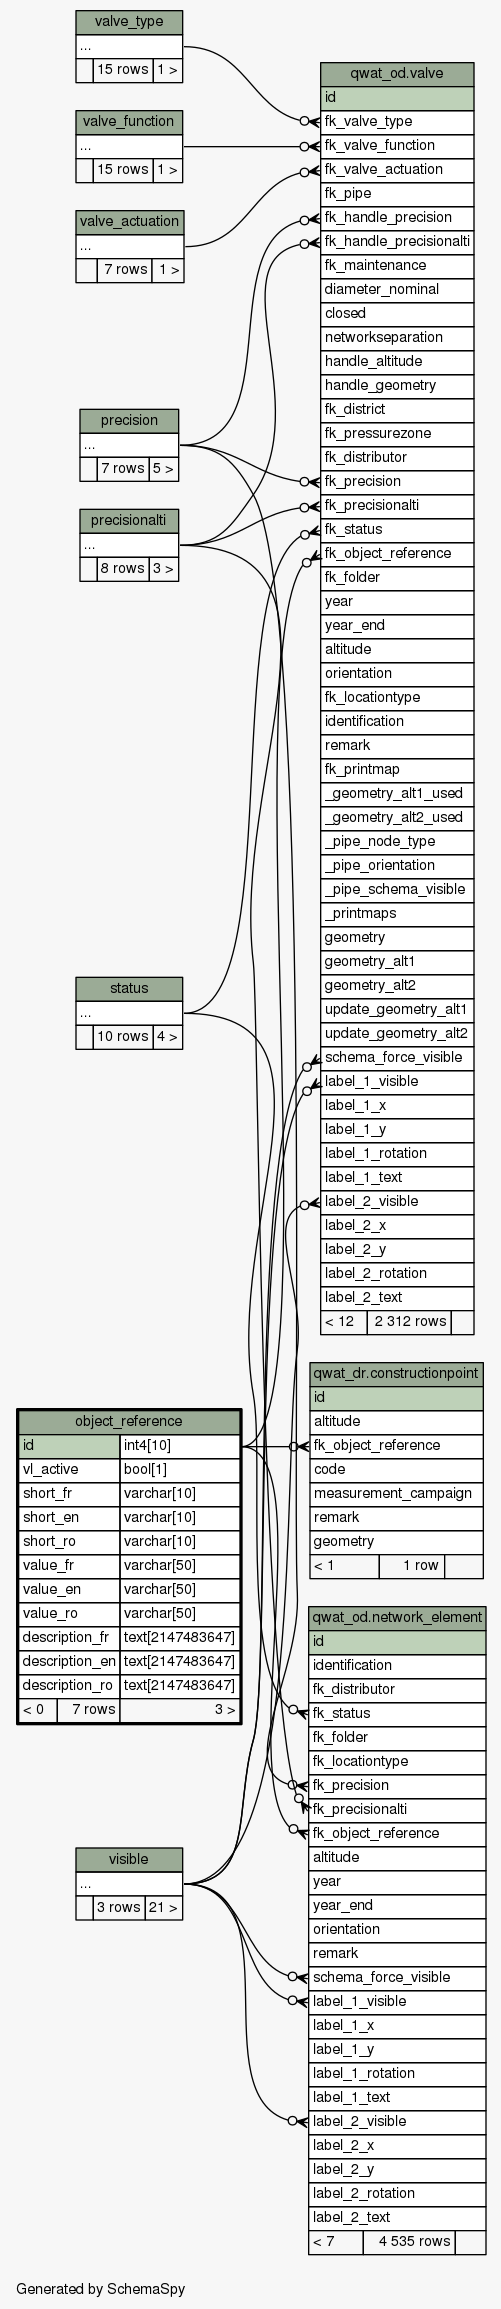 valve_type
...
15 rows 1 >
valve_function
...
15 rows 1 >
valve_actuation
...
7 rows 1 >
precision
...
7 rows 5 >
precisionalti
...
8 rows 3 >
status
...
10 rows 4 >
object_reference
id int4[10]
vl_active bool[1]
short_fr varchar[10]
short_en varchar[10]
short_ro varchar[10]
value_fr varchar[50]
value_en varchar[50]
value_ro varchar[50]
description_fr text[2147483647]
description_en text[2147483647]
description_ro text[2147483647]
< 0 7 rows 3 >
visible
...
3 rows 21 >
qwat_od.valve
id
fk_valve_type
fk_valve_function
fk_valve_actuation
fk_pipe
fk_handle_precision
fk_handle_precisionalti
fk_maintenance
diameter_nominal
closed
networkseparation
handle_altitude
handle_geometry
fk_district
fk_pressurezone
fk_distributor
fk_precision
fk_precisionalti
fk_status
fk_object_reference
fk_folder
year
year_end
altitude
orientation
fk_locationtype
identification
remark
fk_printmap
_geometry_alt1_used
_geometry_alt2_used
_pipe_node_type
_pipe_orientation
_pipe_schema_visible
_printmaps
geometry
geometry_alt1
geometry_alt2
update_geometry_alt1
update_geometry_alt2
schema_force_visible
label_1_visible
label_1_x
label_1_y
label_1_rotation
label_1_text
label_2_visible
label_2_x
label_2_y
label_2_rotation
label_2_text
< 12 2 312 rows
qwat_dr.constructionpoint
id
altitude
fk_object_reference
code
measurement_campaign
remark
geometry
< 1 1 row
qwat_od.network_element
id
identification
fk_distributor
fk_status
fk_folder
fk_locationtype
fk_precision
fk_precisionalti
fk_object_reference
altitude
year
year_end
orientation
remark
schema_force_visible
label_1_visible
label_1_x
label_1_y
label_1_rotation
label_1_text
label_2_visible
label_2_x
label_2_y
label_2_rotation
label_2_text
< 7 4 535 rows
Generated by SchemaSpy